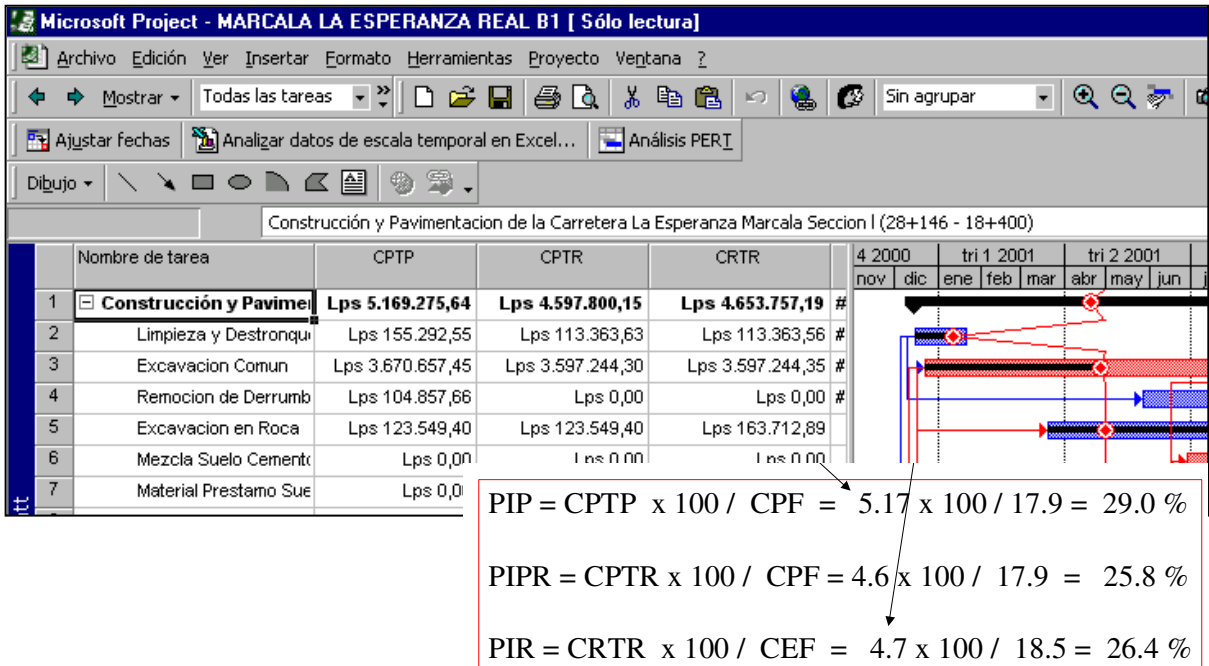 Microsoft Project - MARCALA LA ESPERANZA REAL B1 [ Sólo lectura]
Archivo Edición Ver Insertar Formato Herramientas Proyecto Ventana ?
Mostrar Todas las tareas Sin agrupar
Ajustar fechas Analizar datos de escala temporal en Excel... Análisis PERT
Dibujo
Construcción y Pavimentacion de la Carretera La Esperanza Marcala Seccion I (28+146 - 18+400)
Nombre de tarea CPTP CPTR CRTR 4 2000 tri 1 2001 tri 2 2001
nov dic ene feb mar abr may jun
1 Construcción y Pavime Lps 5.169.275,64 Lps 4.597.800,15 Lps 4.653.757,19 #
2 Limpieza y Destronqu Lps 155.292,55 Lps 113.363,63 Lps 113.363,56 #
3 Excavacion Comun Lps 3.670.657,45 Lps 3.597.244,30 Lps 3.597.244,35 #
4 Remocion de Derrumb Lps 104.857,66 Lps 0,00 Lps 0,00 #
5 Excavacion en Roca Lps 123.549,40 Lps 123.549,40 Lps 163.712,89
6 Mezcla Suelo Cemento Lps 0,00 Lps 0,00 Lps 0,00
7 Material Prestamo Sue Lps 0,0
PIP = CPTP x 100 / CPF = 5.17 x 100 / 17.9 = 29.0 %
PIPR = CPTR x 100 / CPF = 4.6 x 100 / 17.9 = 25.8 %
PIR = CRTR x 100 / CEF = 4.7 x 100 / 18.5 = 26.4 %